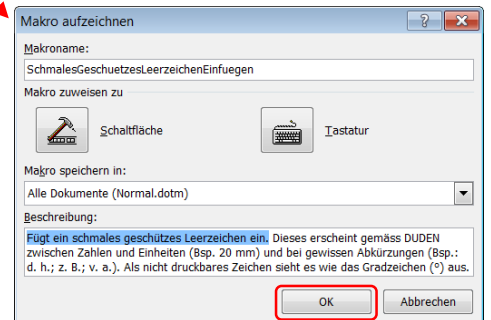 Makro aufzeichnen
Makroname:
SchmalesGeschuetzesLeerzeichenEinfuegen
Makro zuweisen zu
Schaltfläche
Tastatur
Makro speichern in:
Alle Dokumente (Normal.dotm)
Beschreibung:
Fügt ein schmales geschützes Leerzeichen ein. Dieses erscheint gemäss DUDEN
zwischen Zahlen und Einheiten (Bsp. 20 mm) und bei gewissen Abkürzungen (Bsp.:
d. h.; z. B.; v. a.). Als nicht druckbares Zeichen sieht es wie das Gradzeichen (°) aus.
OK
Abbrechen